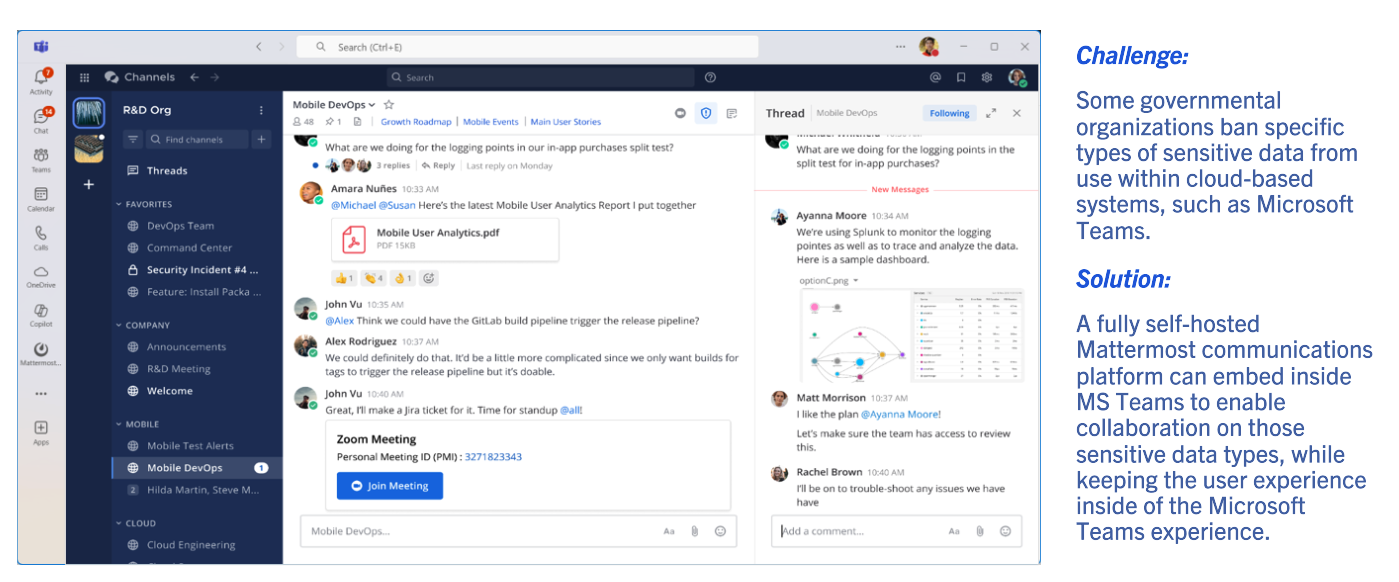 Search (Ctrl+E)
7
Activity
14
Chat
Teams
Calendar
Calls
OneDrive
Copilot
Mattermost...
Apps
Channels
Search
R&D Org
Find channels
Threads
FAVORITES
DevOps Team
Command Center
Security Incident #4 ...
Feature: Install Packa ...
COMPANY
Announcements
R&D Meeting
Welcome
MOBILE
Mobile Test Alerts
Mobile DevOps 1
2 Hilda Martin, Steve M...
CLOUD
Cloud Engineering
Mobile DevOps
48 1 Growth Roadmap | Mobile Events | Main User Stories
What are we doing for the logging points in our in-app purchases split test?
3 replies Reply Last reply on Monday
Amara Nuñes 10:33 AM
@Michael @Susan Here's the latest Mobile User Analytics Report I put together
Mobile User Analytics.pdf
PDF 15KB
1 4 1
John Vu 10:35 AM
@Alex Think we could have the GitLab build pipeline trigger the release pipeline?
Alex Rodriguez 10:37 AM
We could definitely do that. It'd be a little more complicated since we only want builds for
tags to trigger the release pipeline but it's doable.
John Vu 10:40 AM
Great, I'll make a Jira ticket for it. Time for standup @all!
Zoom Meeting
Personal Meeting ID (PMI) : 3271823343
Join Meeting
Mobile DevOps...
Aa
Thread | Mobile DevOps
Following
What are we doing for the logging points in the
split test for in-app purchases?
New Messages
Ayanna Moore 10:34 AM
We're using Splunk to monitor the logging
pointes as well as to trace and analyze the data.
Here is a sample dashboard.
optionC.png
Matt Morrison 10:37 AM
I like the plan @Ayanna Moore!
Let's make sure the team has access to review
this.
Rachel Brown 10:40 AM
I'll be on to trouble-shoot any issues we have
have
Add a comment...
Aa
Challenge:
Some governmental
organizations ban specific
types of sensitive data from
use within cloud-based
systems, such as Microsoft
Teams.
Solution:
A fully self-hosted
Mattermost communications
platform can embed inside
MS Teams to enable
collaboration on those
sensitive data types, while
keeping the user experience
inside of the Microsoft
Teams experience.